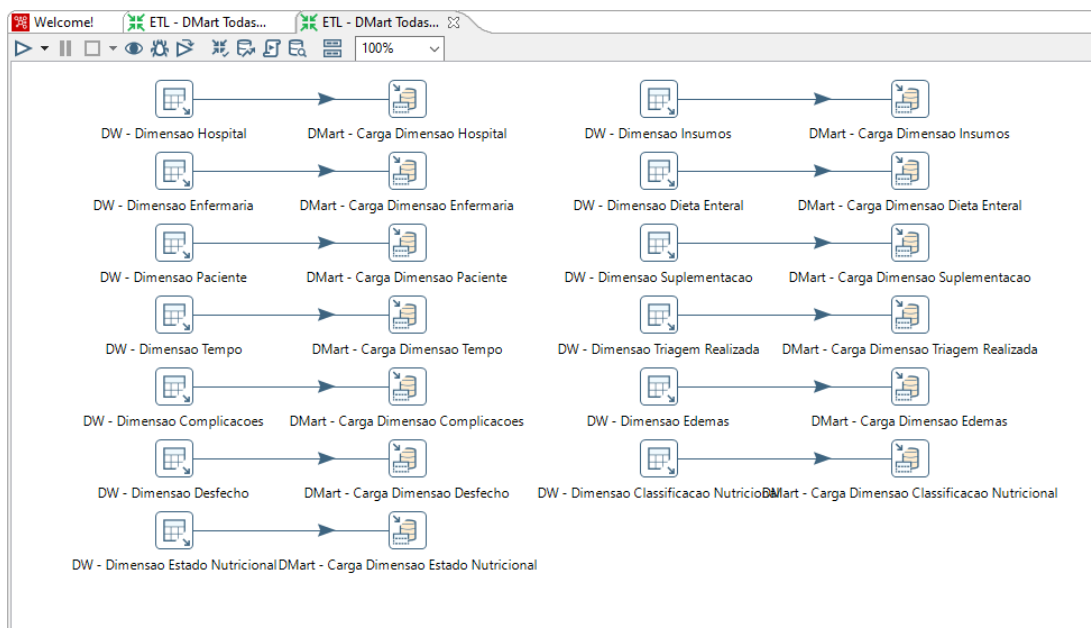 Welcome!
ETL - DMart Todas...
ETL - DMart Todas...
100%
DW - Dimensao Hospital
DMart - Carga Dimensao Hospital
DW - Dimensao Insumos
DMart - Carga Dimensao Insumos
DW - Dimensao Enfermaria
DMart - Carga Dimensao Enfermaria
DW - Dimensao Dieta Enteral
DMart - Carga Dimensao Dieta Enteral
DW - Dimensao Paciente
DMart - Carga Dimensao Paciente
DW - Dimensao Suplementacao
DMart - Carga Dimensao Suplementacao
DW - Dimensao Tempo
DMart - Carga Dimensao Tempo
DW - Dimensao Triagem Realizada
DMart - Carga Dimensao Triagem Realizada
DW - Dimensao Complicacoes
DMart - Carga Dimensao Complicacoes
DW - Dimensao Edemas
DMart - Carga Dimensao Edemas
DW - Dimensao Desfecho
DMart - Carga Dimensao Desfecho
DW - Dimensao Classificacao Nutricional
DMart - Carga Dimensao Classificacao Nutricional
DW - Dimensao Estado Nutricional
DMart - Carga Dimensao Estado Nutricional